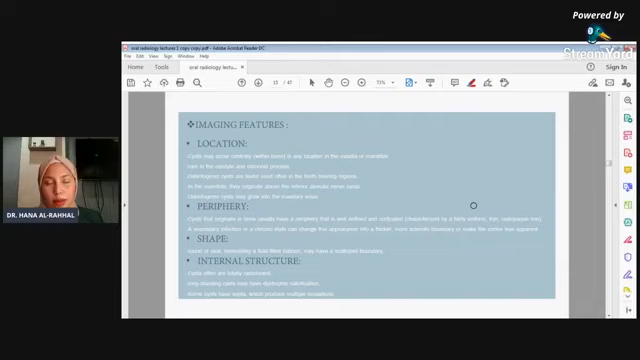 Powered by
StreamYard
oral radiology lectures 2 copy copy.pdf - Adobe Acrobat Reader DC
File Edit View Sign Window Help
Home Tools oral radiology lectu... × Sign In
15 / 47 73%
❖IMAGING FEATURES :
• LOCATION:
Cysts may occur centrally (within bone) in any location in the maxilla or mandible
rare in the condyle and coronoid process.
Odontogenic cysts are found most often in the tooth-bearing regions.
In the mandible, they originate above the inferior alveolar nerve canal.
Odontogenic cysts may grow into the maxillary sinus
• PERIPHERY:
Cysts that originate in bone usually have a periphery that is well defined and corticated (characterized by a fairly uniform, thin, radiopaque line).
A secondary infection or a chronic state can change this appearance into a thicker, more sclerotic boundary or make the cortex less apparent
• SHAPE:
round or oval, resembling a fluid-filled balloon. may have a scalloped boundary.
• INTERNAL STRUCTURE:
Cysts often are totally radiolucent.
long-standing cysts may have dystrophic calcification.
Some cysts have septa, which produce multiple loculations
DR. HANA AL-RAHHAL